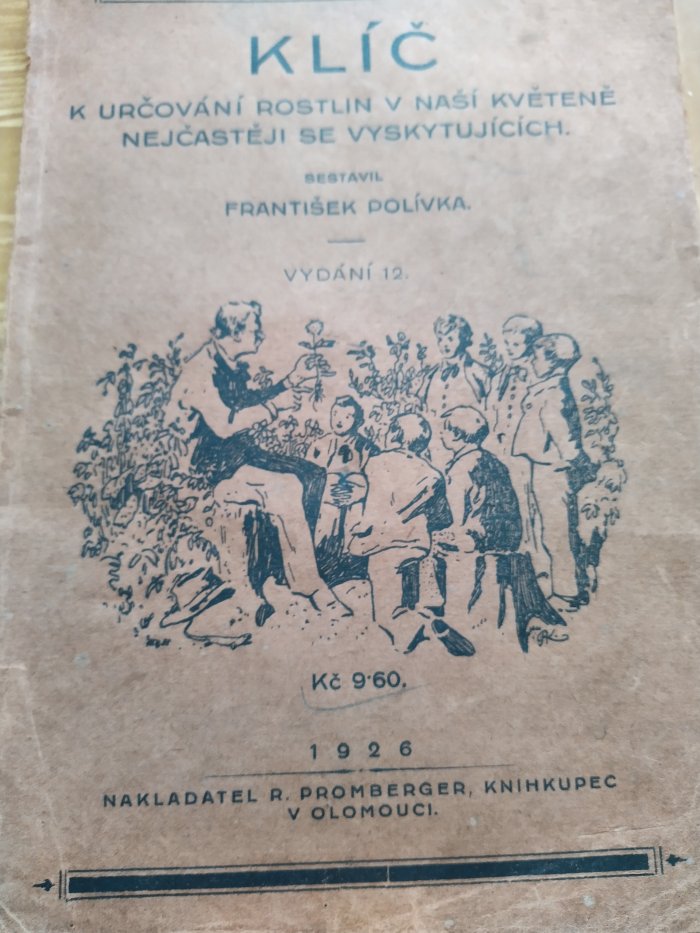 KLÍČ
K URČOVÁNÍ ROSTLIN V NAŠÍ KVĚTENĚ
NEJČASTĚJI SE VYSKYTUJÍCÍCH.
SESTAVIL
FRANTIŠEK POLÍVKA.
VYDÁNÍ 12.
Kč 9·60.
1926
NAKLADATEL R. PROMBERGER, KNIHKUPEC
V OLOMOUCI.